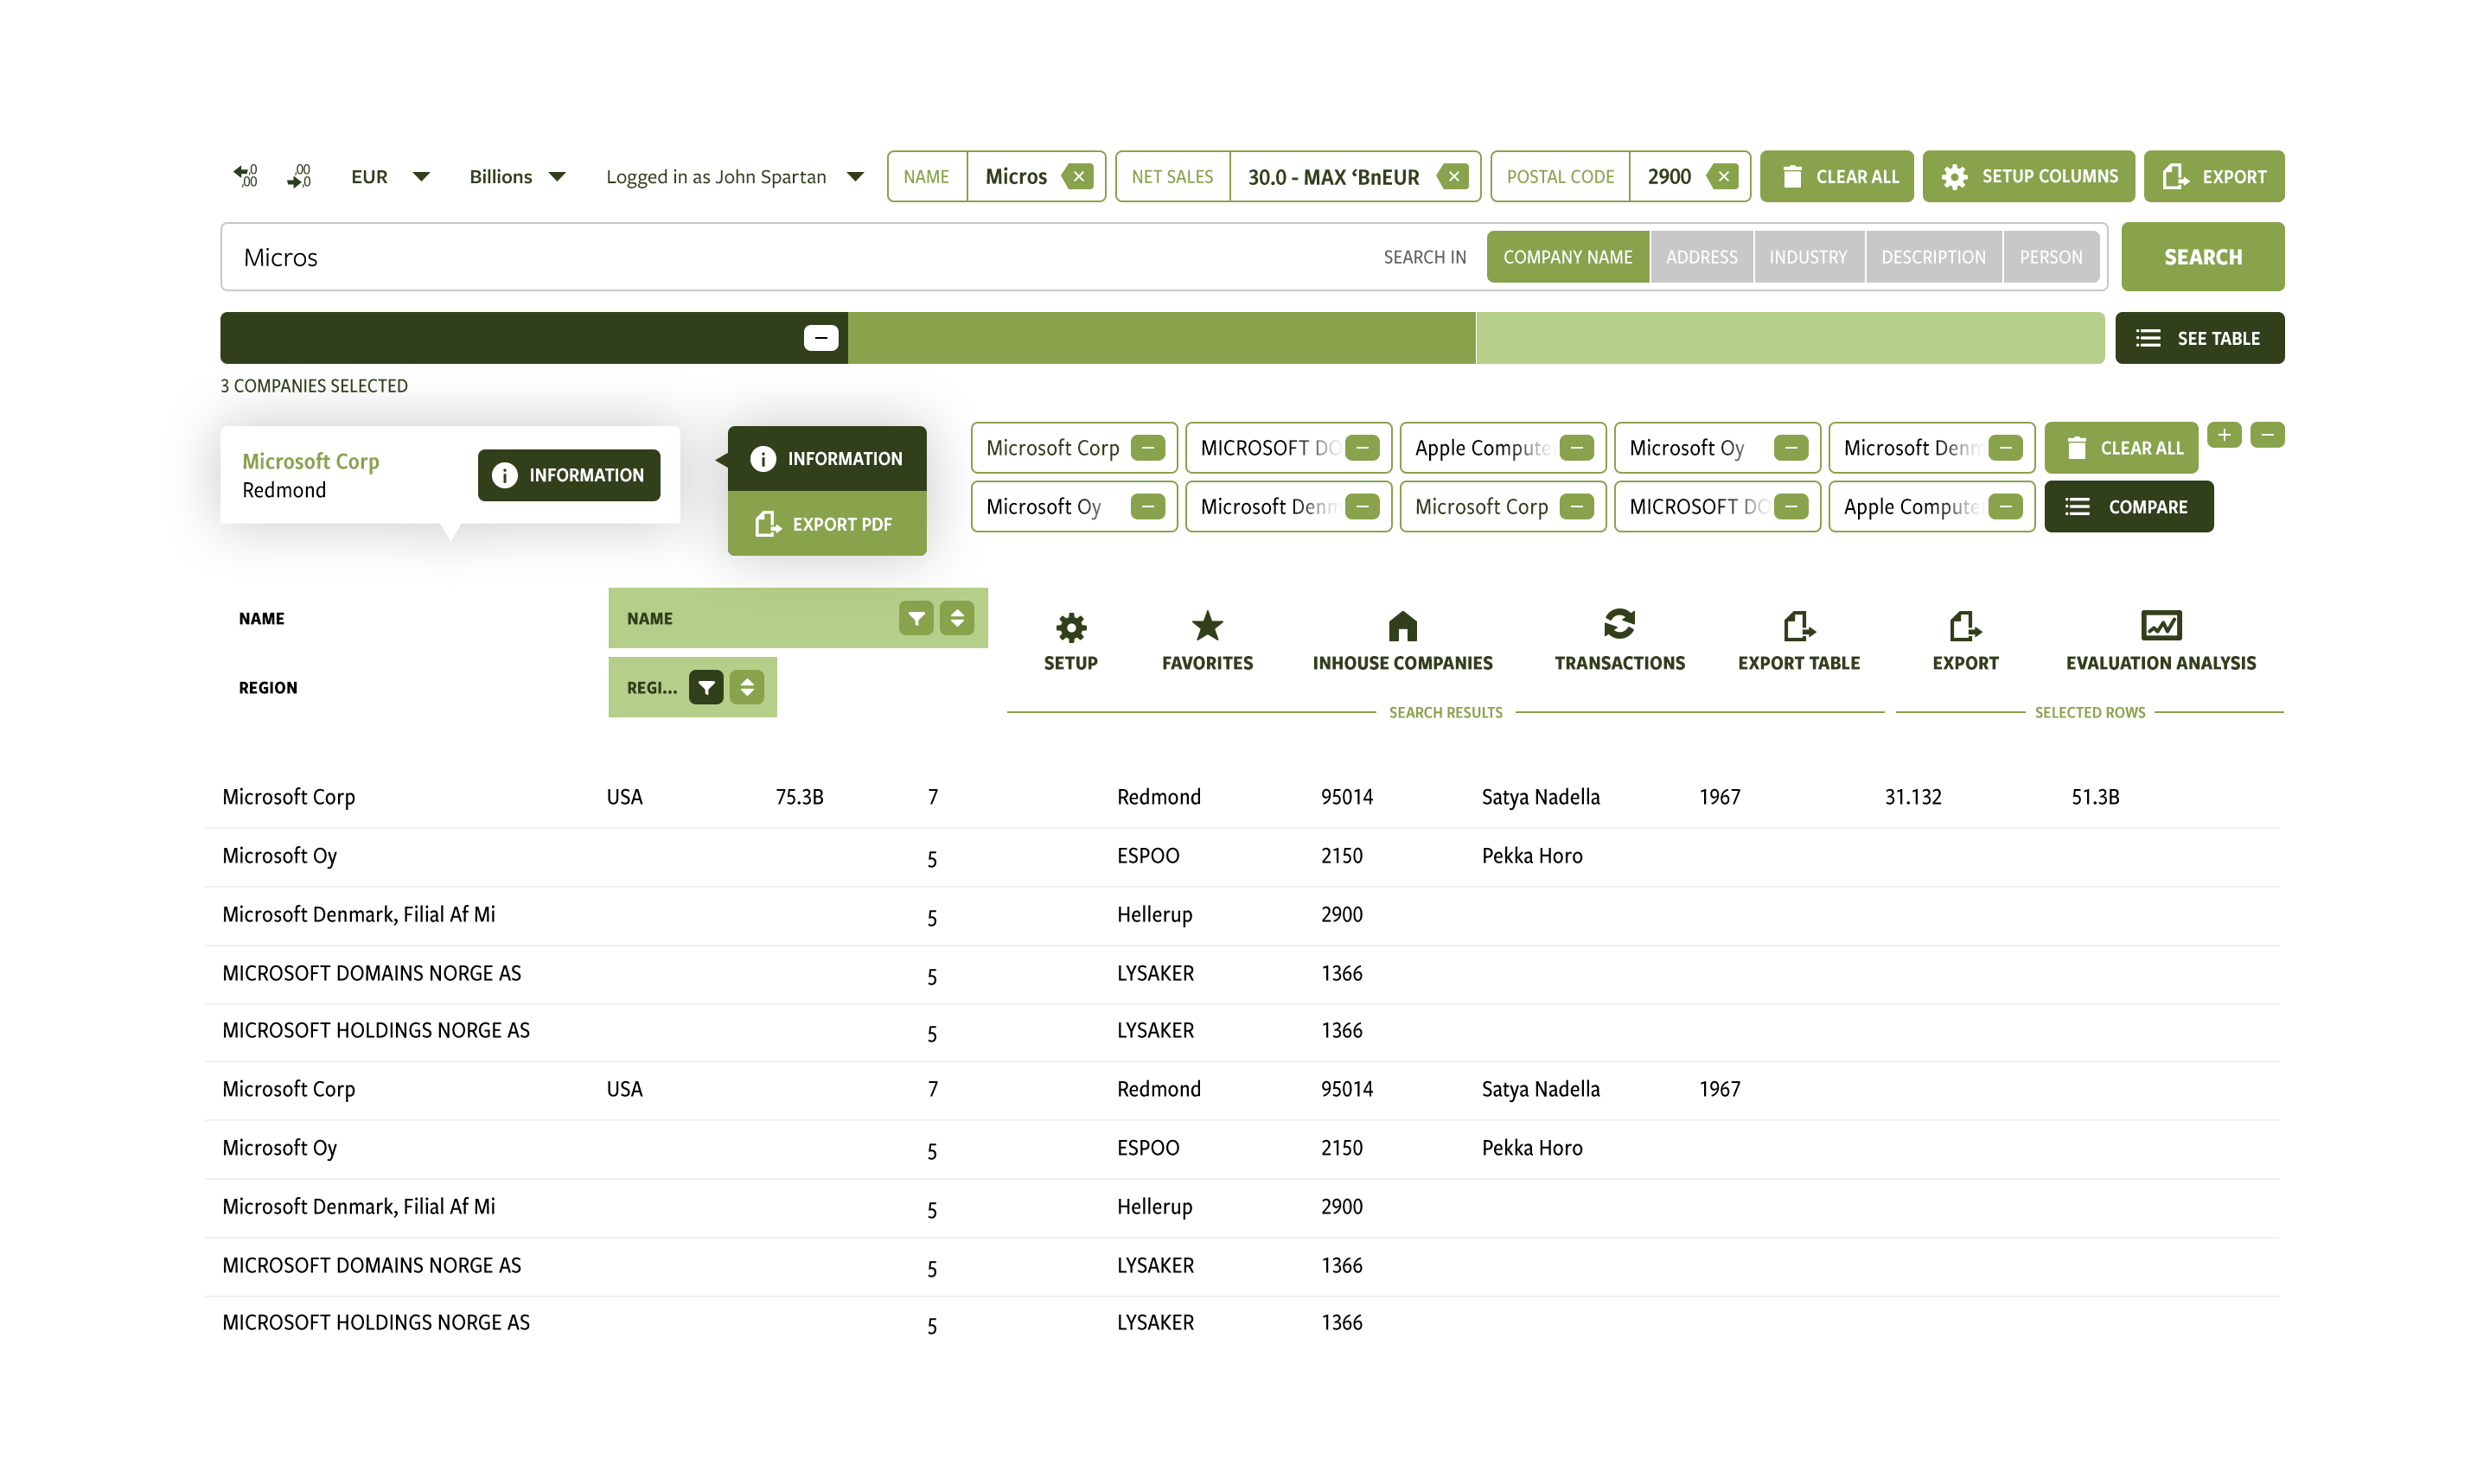 ,0 ,00 ,00 ,0 EUR Billions Logged in as John Spartan NAME Micros NET SALES 30.0 - MAX ‘BnEUR POSTAL CODE 2900 CLEAR ALL SETUP COLUMNS EXPORT
Micros SEARCH IN COMPANY NAME ADDRESS INDUSTRY DESCRIPTION PERSON SEARCH
SEE TABLE
3 COMPANIES SELECTED
Microsoft Corp
Redmond
INFORMATION
INFORMATION
EXPORT PDF
Microsoft Corp MICROSOFT DO Apple Compute Microsoft Oy Microsoft Denm CLEAR ALL
Microsoft Oy Microsoft Denm Microsoft Corp MICROSOFT DO Apple Compute COMPARE
NAME NAME
REGION REGI...
SETUP FAVORITES INHOUSE COMPANIES TRANSACTIONS EXPORT TABLE EXPORT EVALUATION ANALYSIS
SEARCH RESULTS SELECTED ROWS
Microsoft Corp USA 75.3B 7 Redmond 95014 Satya Nadella 1967 31.132 51.3B
Microsoft Oy 5 ESPOO 2150 Pekka Horo
Microsoft Denmark, Filial Af Mi 5 Hellerup 2900
MICROSOFT DOMAINS NORGE AS 5 LYSAKER 1366
MICROSOFT HOLDINGS NORGE AS 5 LYSAKER 1366
Microsoft Corp USA 7 Redmond 95014 Satya Nadella 1967
Microsoft Oy 5 ESPOO 2150 Pekka Horo
Microsoft Denmark, Filial Af Mi 5 Hellerup 2900
MICROSOFT DOMAINS NORGE AS 5 LYSAKER 1366
MICROSOFT HOLDINGS NORGE AS 5 LYSAKER 1366